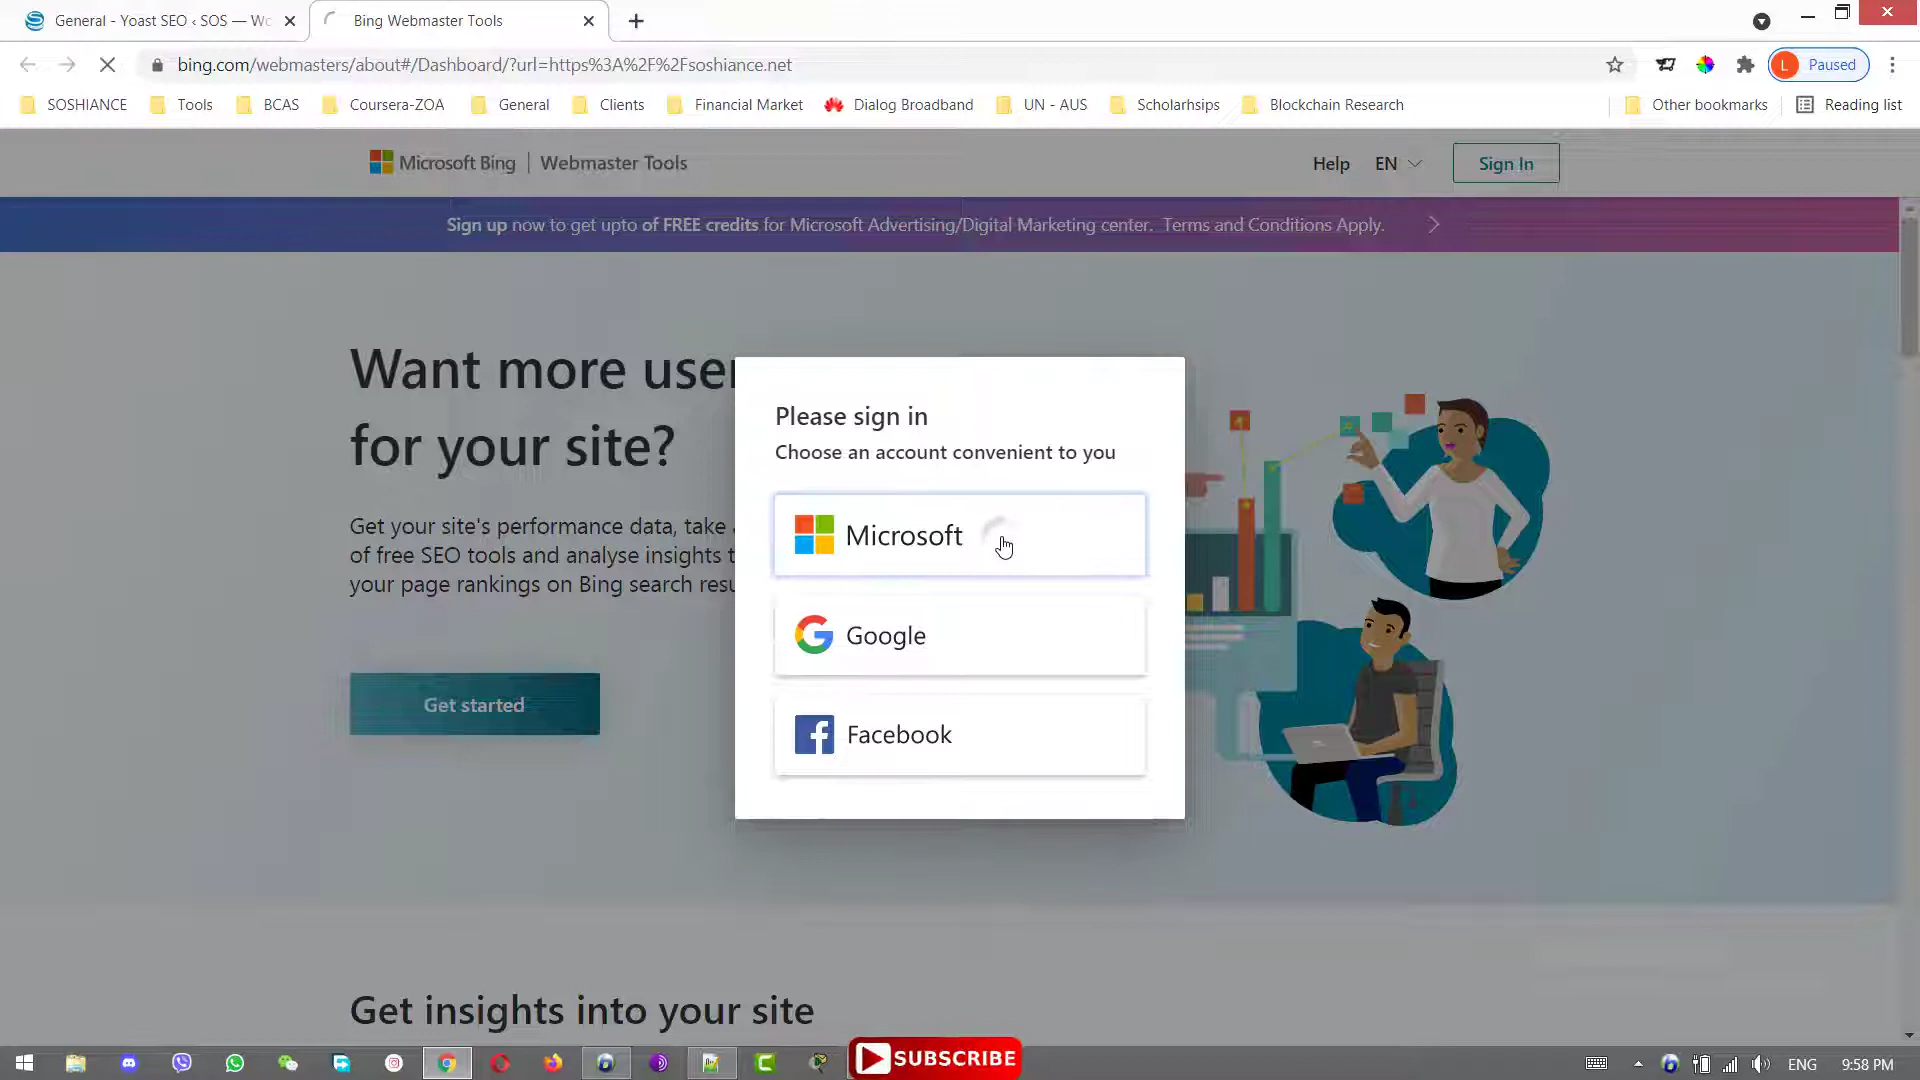 General - Yoast SEO ‹ SOS — Wo
Bing Webmaster Tools
bing.com/webmasters/about#/Dashboard/?url=https%3A%2F%2Fsoshiance.net
L Paused
SOSHIANCE
Tools
BCAS
Coursera-ZOA
General
Clients
Financial Market
Dialog Broadband
UN - AUS
Scholarhsips
Blockchain Research
Other bookmarks
Reading list
Microsoft Bing | Webmaster Tools
Help
EN
Sign In
Sign up now to get upto of FREE credits for Microsoft Advertising/Digital Marketing center. Terms and Conditions Apply.
Want more user
for your site?
Get your site's performance data, take
of free SEO tools and analyse insights t
your page rankings on Bing search resu
Get started
Please sign in
Choose an account convenient to you
Microsoft
Google
Facebook
Get insights into your site
SUBSCRIBE
ENG
9:58 PM